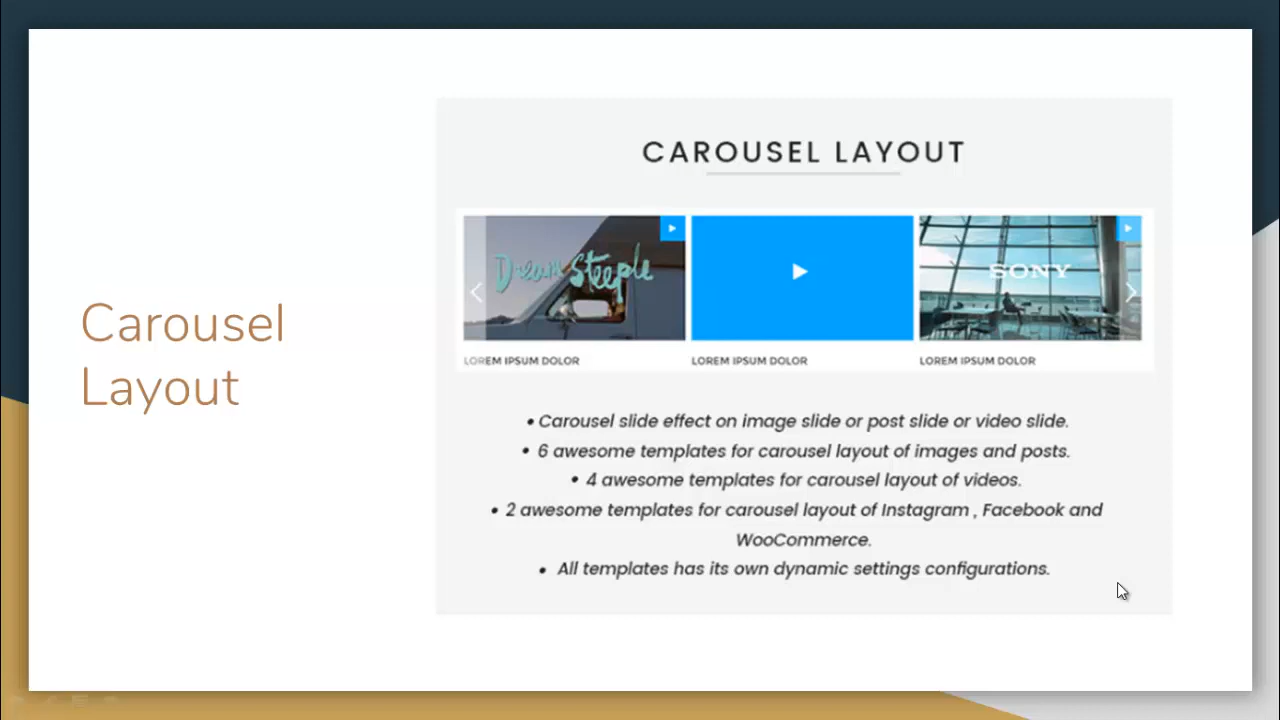 Carousel
Layout
CAROUSEL LAYOUT
Dream Steeple
SONY
LOREM IPSUM DOLOR
LOREM IPSUM DOLOR
LOREM IPSUM DOLOR
• Carousel slide effect on image slide or post slide or video slide.
• 6 awesome templates for carousel layout of images and posts.
• 4 awesome templates for carousel layout of videos.
• 2 awesome templates for carousel layout of Instagram , Facebook and
WooCommerce.
• All templates has its own dynamic settings configurations.